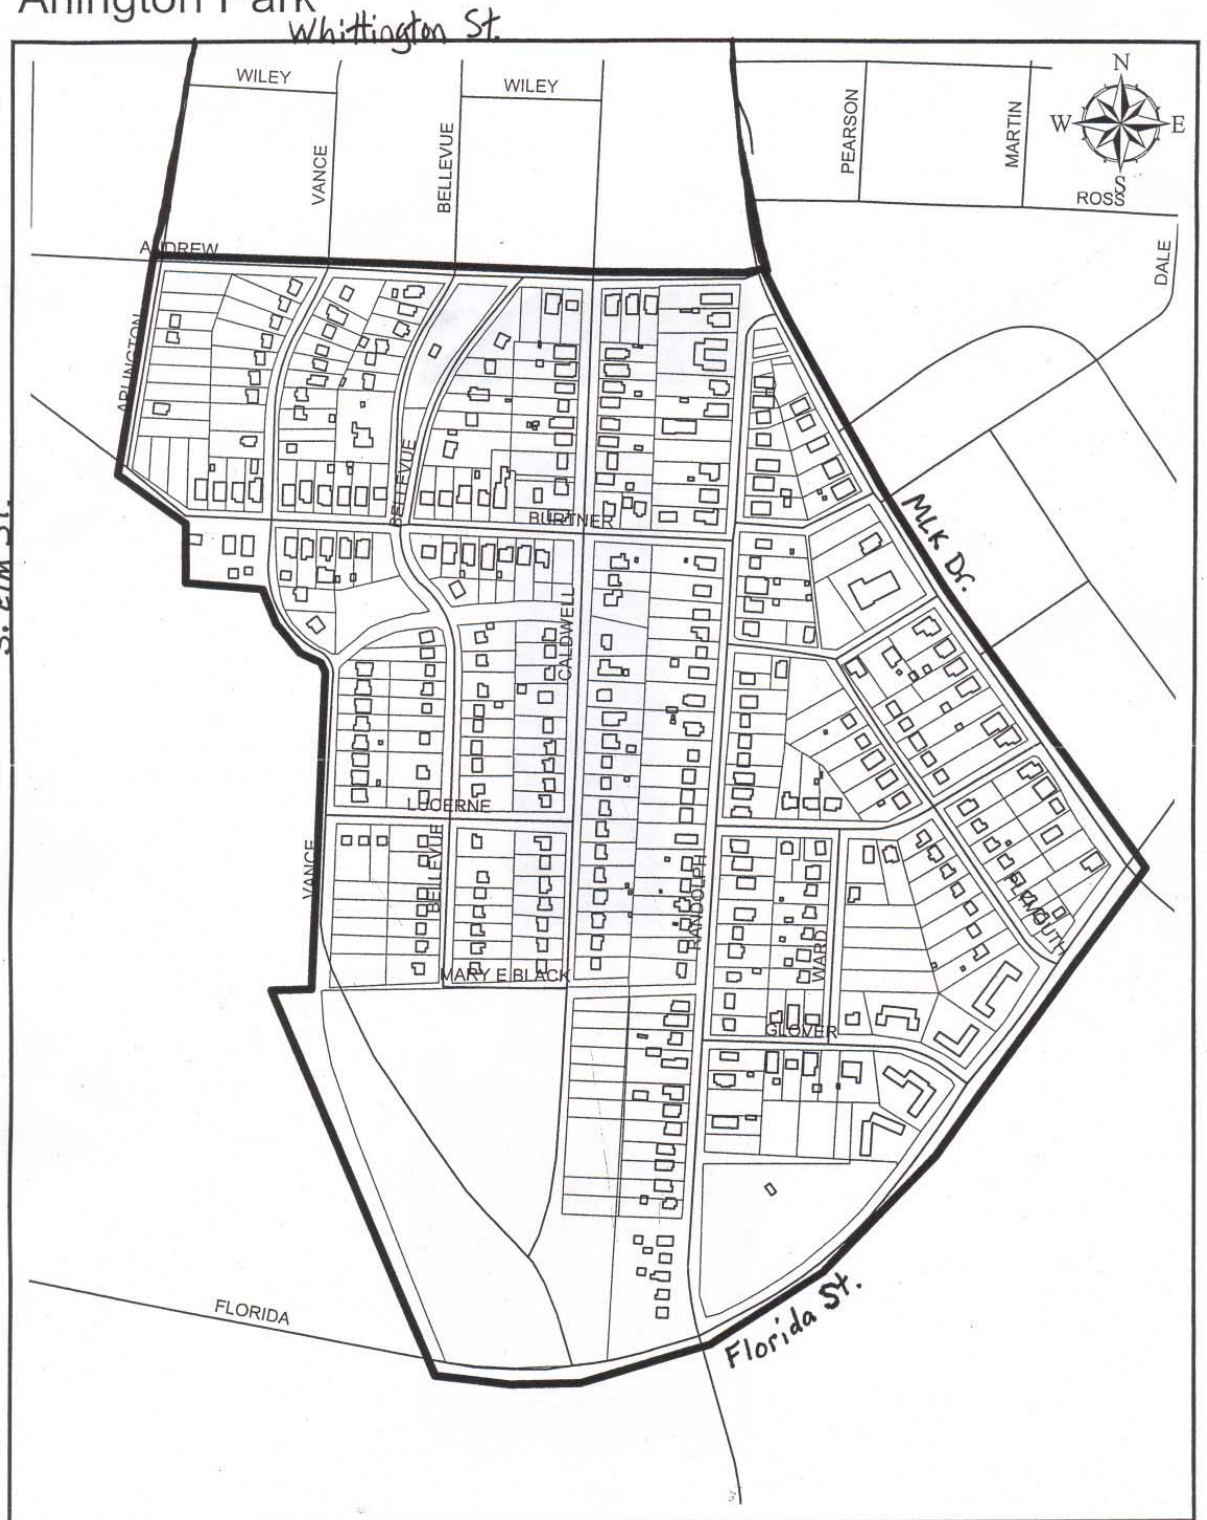 Arlington Park
Whittington St.
WILEY
WILEY
VANCE
BELLEVUE
PEARSON
MARTIN
N
W
E
S
ROSS
DALE
ANDREW
ARLINGTON
S. Elm St.
BELLEVUE
BURTNER
MLK Dr.
CALDWELL
LUCERNE
VANCE
BELLEVUE
RANDOLPH
WARD
PLYMOUTH
MARY E BLACK
GLOVER
FLORIDA
Florida St.